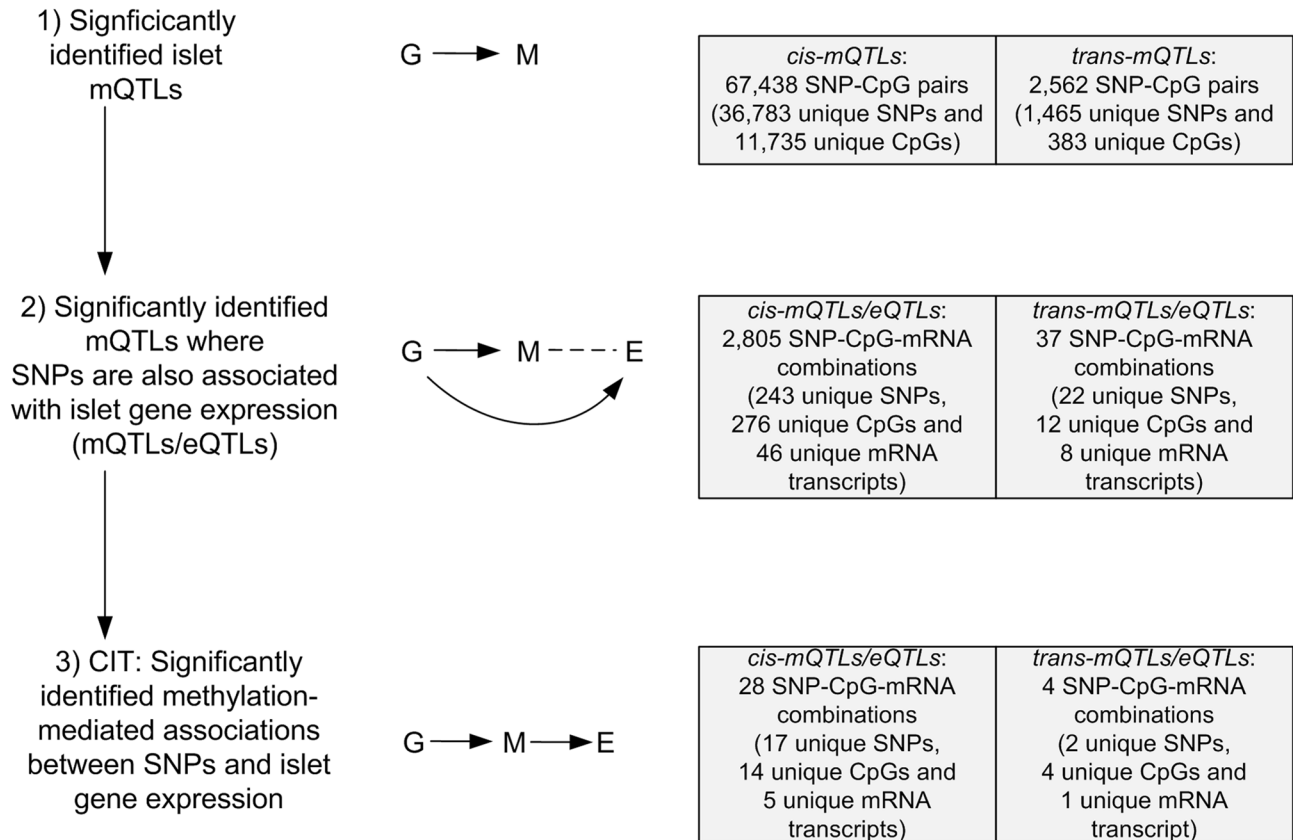 1) Signficicantly
identified islet
mQTLs
G M
cis-mQTLs:
67,438 SNP-CpG pairs
(36,783 unique SNPs and
11,735 unique CpGs)
trans-mQTLs:
2,562 SNP-CpG pairs
(1,465 unique SNPs and
383 unique CpGs)
2) Significantly identified
mQTLs where
SNPs are also associated
with islet gene expression
(mQTLs/eQTLs)
G M E
cis-mQTLs/eQTLs:
2,805 SNP-CpG-mRNA
combinations
(243 unique SNPs,
276 unique CpGs and
46 unique mRNA
transcripts)
trans-mQTLs/eQTLs:
37 SNP-CpG-mRNA
combinations
(22 unique SNPs,
12 unique CpGs and
8 unique mRNA
transcripts)
3) CIT: Significantly
identified methylation-
mediated associations
between SNPs and islet
gene expression
G M E
cis-mQTLs/eQTLs:
28 SNP-CpG-mRNA
combinations
(17 unique SNPs,
14 unique CpGs and
5 unique mRNA
transcripts)
trans-mQTLs/eQTLs:
4 SNP-CpG-mRNA
combinations
(2 unique SNPs,
4 unique CpGs and
1 unique mRNA
transcript)